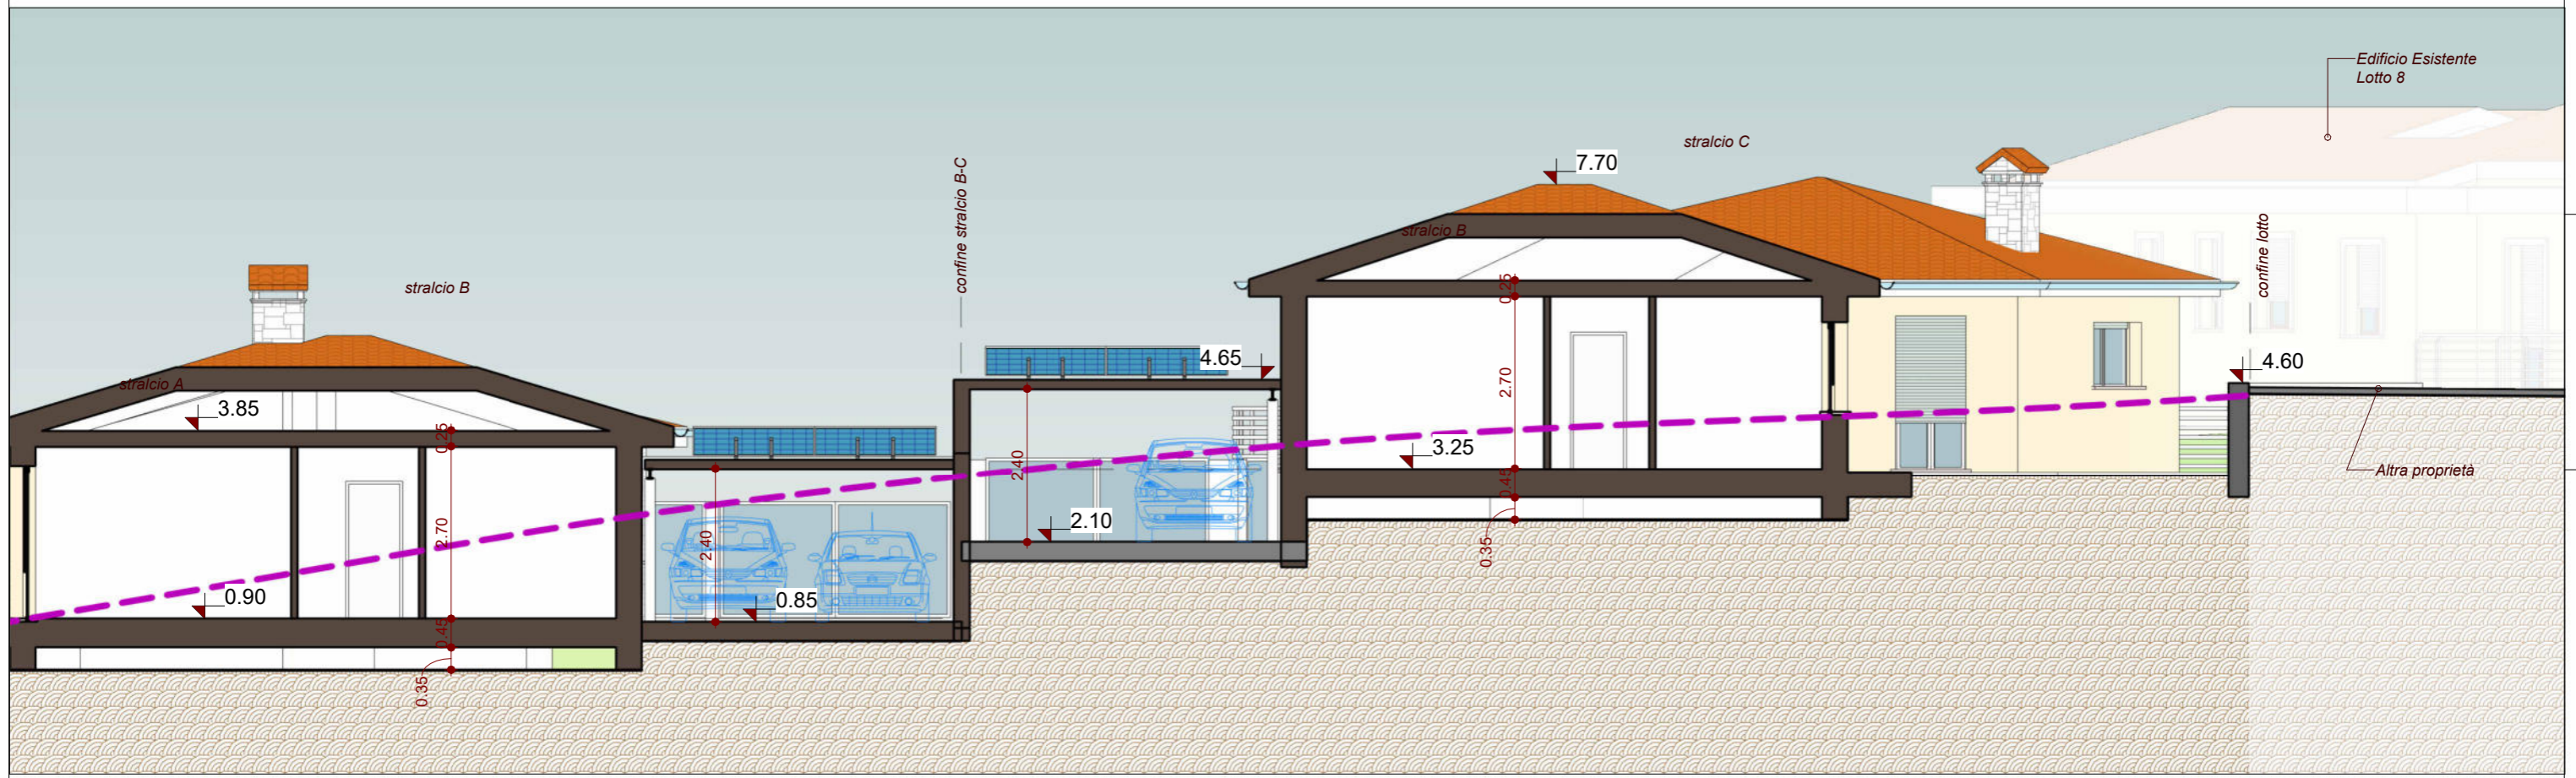 Edificio Esistente
Lotto 8
stralcio C
7.70
confine stralcio B-C
confine lotto
stralcio B
stralcio B
0.25
4.65
4.60
stralcio A
3.85
2.70
0.25
3.25
2.40
Altra proprietà
0.45
2.10
2.70
2.40
0.35
0.90
0.85
0.45
0.35